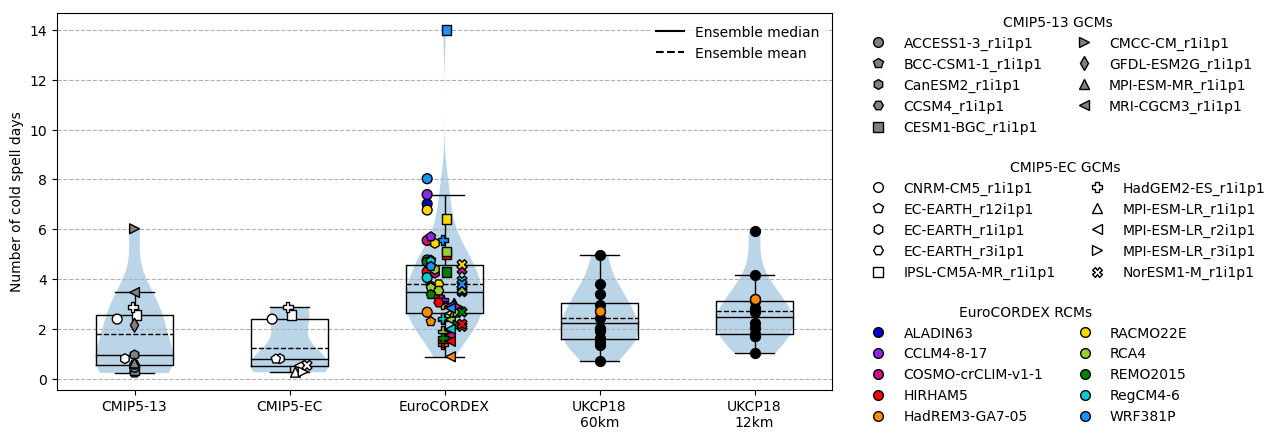 14
12
10
8
6
4
2
0
Number of cold spell days
Ensemble median
Ensemble mean
CMIP5-13
CMIP5-EC
EuroCORDEX
UKCP18
60km
UKCP18
12km
CMIP5-13 GCMs
ACCESS1-3_r1i1p1
BCC-CSM1-1_r1i1p1
CanESM2_r1i1p1
CCSM4_r1i1p1
CESM1-BGC_r1i1p1
CMCC-CM_r1i1p1
GFDL-ESM2G_r1i1p1
MPI-ESM-MR_r1i1p1
MRI-CGCM3_r1i1p1
CMIP5-EC GCMs
CNRM-CM5_r1i1p1
EC-EARTH_r12i1p1
EC-EARTH_r1i1p1
EC-EARTH_r3i1p1
IPSL-CM5A-MR_r1i1p1
HadGEM2-ES_r1i1p1
MPI-ESM-LR_r1i1p1
MPI-ESM-LR_r2i1p1
MPI-ESM-LR_r3i1p1
NorESM1-M_r1i1p1
EuroCORDEX RCMs
ALADIN63
CCLM4-8-17
COSMO-crCLIM-v1-1
HIRHAM5
HadREM3-GA7-05
RACMO22E
RCA4
REMO2015
RegCM4-6
WRF381P